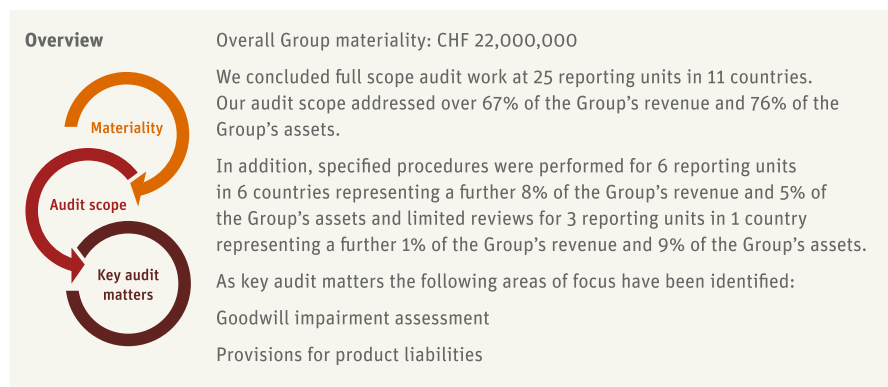 Overview
Overall Group materiality: CHF 22,000,000
We concluded full scope audit work at 25 reporting units in 11 countries.
Our audit scope addressed over 67% of the Group’s revenue and 76% of the
Group’s assets.
Materiality
Audit scope
Key audit
matters
In addition, specified procedures were performed for 6 reporting units
in 6 countries representing a further 8% of the Group’s revenue and 5% of
the Group’s assets and limited reviews for 3 reporting units in 1 country
representing a further 1% of the Group’s revenue and 9% of the Group’s assets.
As key audit matters the following areas of focus have been identified:
Goodwill impairment assessment
Provisions for product liabilities